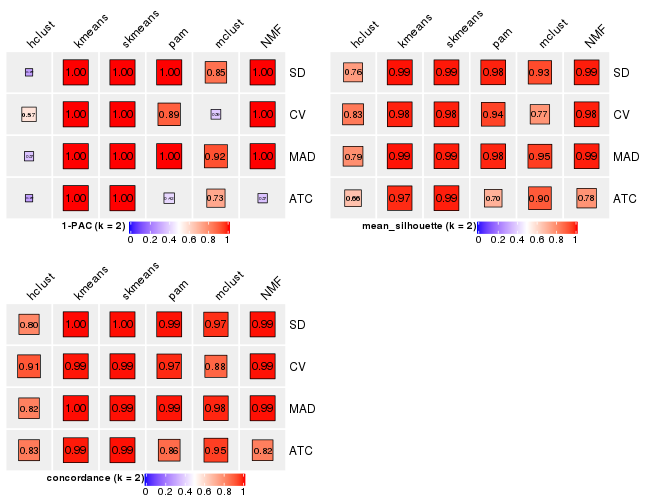 hclust kmeans skmeans pam mclust NMF
1.00 1.00 1.00 0.85 1.00 SD
0.57 1.00 1.00 0.89 1.00 CV
1.00 1.00 1.00 0.92 1.00 MAD
1.00 1.00 0.73 ATC
1-PAC (k = 2)
0 0.2 0.4 0.6 0.8 1
hclust kmeans skmeans pam mclust NMF
0.76 0.99 0.99 0.98 0.93 0.99 SD
0.83 0.98 0.98 0.94 0.77 0.98 CV
0.79 0.99 0.99 0.98 0.95 0.99 MAD
0.66 0.97 0.99 0.70 0.90 0.78 ATC
mean_silhouette (k = 2)
0 0.2 0.4 0.6 0.8 1
hclust kmeans skmeans pam mclust NMF
0.80 1.00 1.00 0.99 0.97 0.99 SD
0.91 0.99 0.99 0.97 0.88 0.99 CV
0.82 1.00 0.99 0.99 0.98 0.99 MAD
0.83 0.99 0.99 0.86 0.95 0.82 ATC
concordance (k = 2)
0 0.2 0.4 0.6 0.8 1